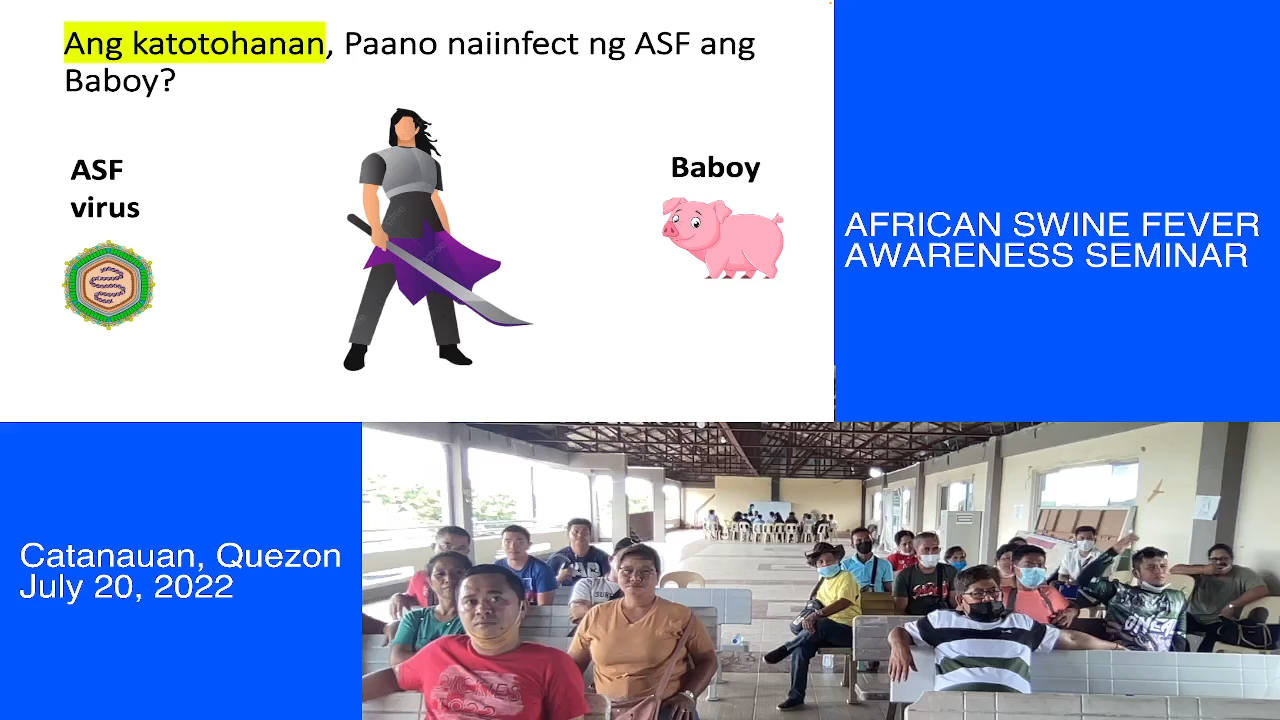 Ang katotohanan, Paano naiinfect ng ASF ang
Baboy?
ASF
virus
Baboy
AFRICAN SWINE FEVER
AWARENESS SEMINAR
Catanauan, Quezon
July 20, 2022